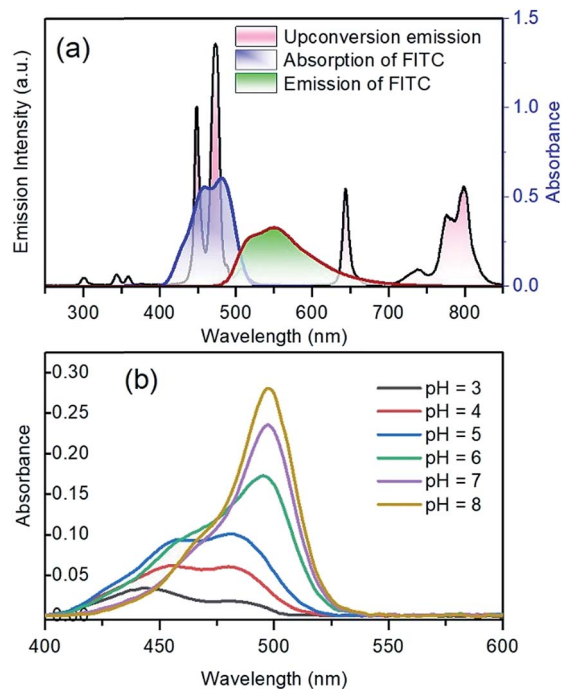 (a)
Upconversion emission
Absorption of FITC
Emission of FITC
Emission Intensity (a.u.)
1.5
1.0
0.5
0.0
Absorbance
300 400 500 600 700 800
Wavelength (nm)
(b)
0.30
0.25
0.20
0.15
0.10
0.05
0.00
Absorbance
pH = 3
pH = 4
pH = 5
pH = 6
pH = 7
pH = 8
400 450 500 550 600
Wavelength (nm)